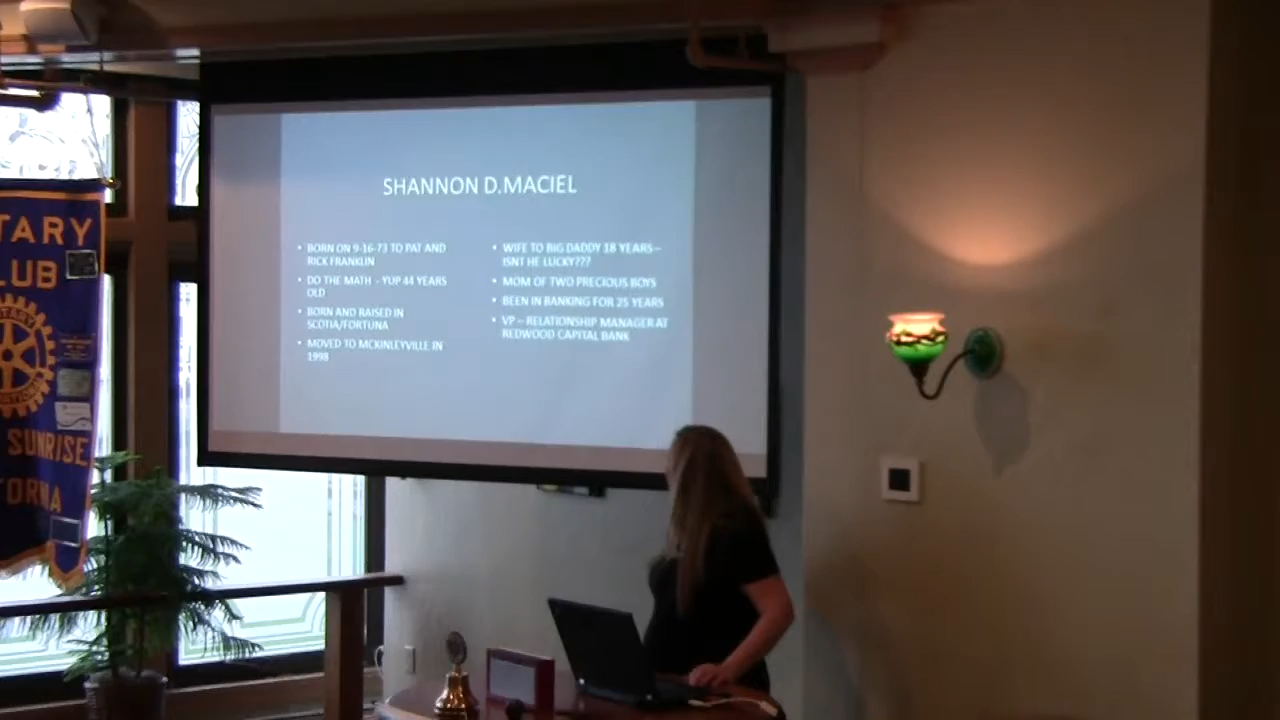 TARY
LUB
SUNRISE
SHANNON D.MACIEL
• BORN ON 9-16-73 TO PAT AND
RICK FRANKLIN
• DO THE MATH - YUP 44 YEARS
OLD
• BORN AND RAISED IN
SCOTIA/FORTUNA
• MOVED TO MCKINLEYVILLE IN
1998
• WIFE TO BIG DADDY 18 YEARS –
ISNT HE LUCKY???
• MOM OF TWO PRECIOUS BOYS
• BEEN IN BANKING FOR 25 YEARS
• VP – RELATIONSHIP MANAGER AT
REDWOOD CAPITAL BANK